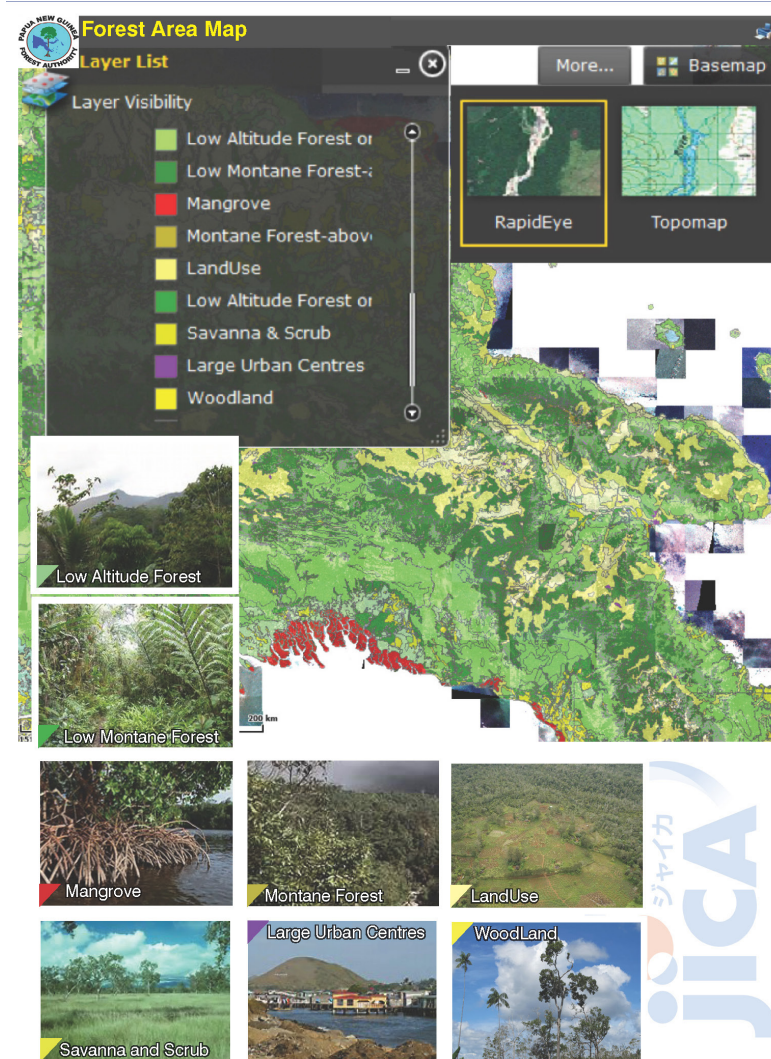 PAPUA NEW GUINEA
FOREST AUTHORITY
Forest Area Map
Layer List
More...
Basemap
Layer Visibility
Low Altitude Forest or
Low Montane Forest-
Mangrove
Montane Forest-abov
LandUse
Low Altitude Forest or
Savanna & Scrub
Large Urban Centres
Woodland
RapidEye
Topomap
Low Altitude Forest
Low Montane Forest
200 km
Mangrove
Montane Forest
LandUse
Savanna and Scrub
Large Urban Centres
WoodLand
ジャイカ
JICA